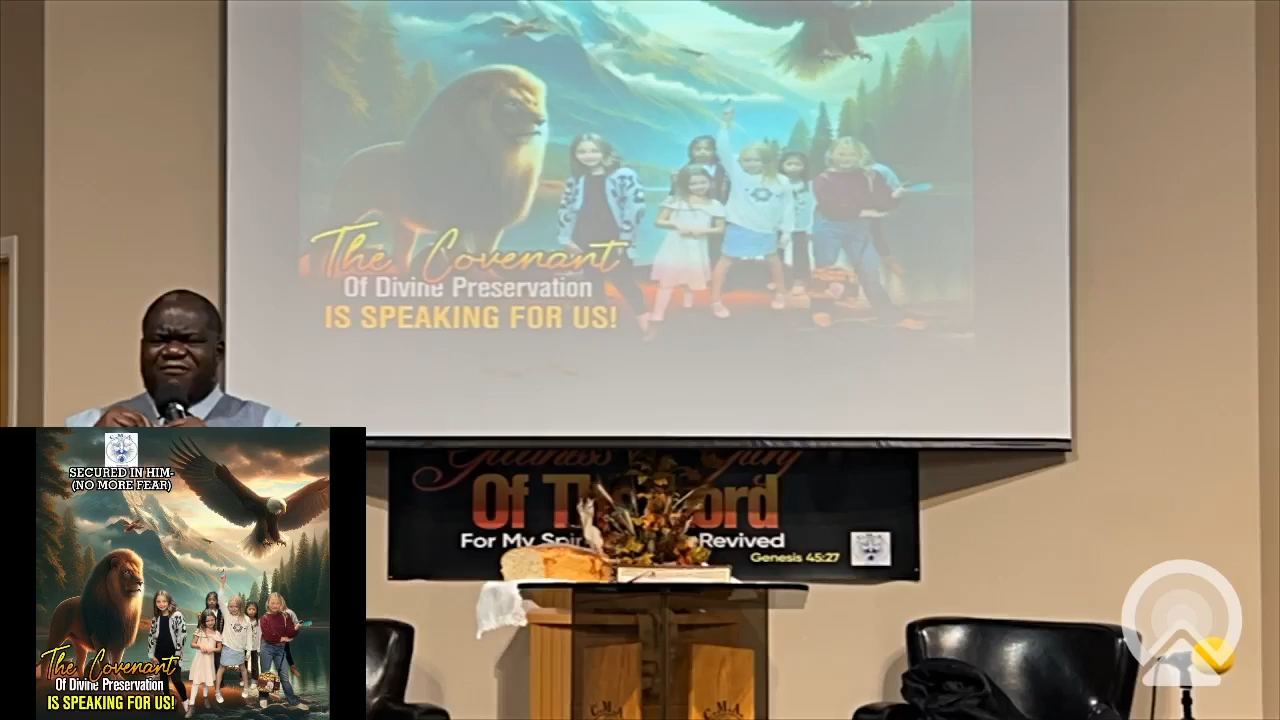 The Covenant
Of Divine Preservation
IS SPEAKING FOR US!
Of The Lord
For My Revived
Genesis 45:27
C.M.A
C.M.A
CMA
SECURED IN HIM-
(NO MORE FEAR)
The Covenant
Of Divine Preservation
IS SPEAKING FOR US!